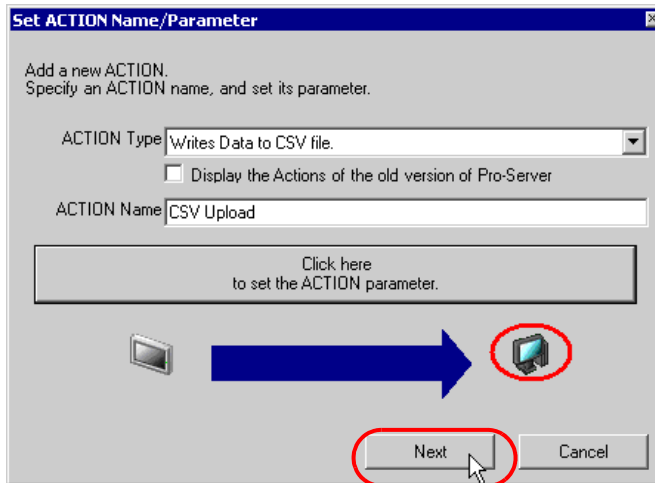 Set ACTION Name/Parameter
Add a new ACTION.
Specify an ACTION name, and set its parameter.
ACTION Type Writes Data to CSV file.
Display the Actions of the old version of Pro-Server
ACTION Name CSV Upload
Click here
to set the ACTION parameter.
Next Cancel